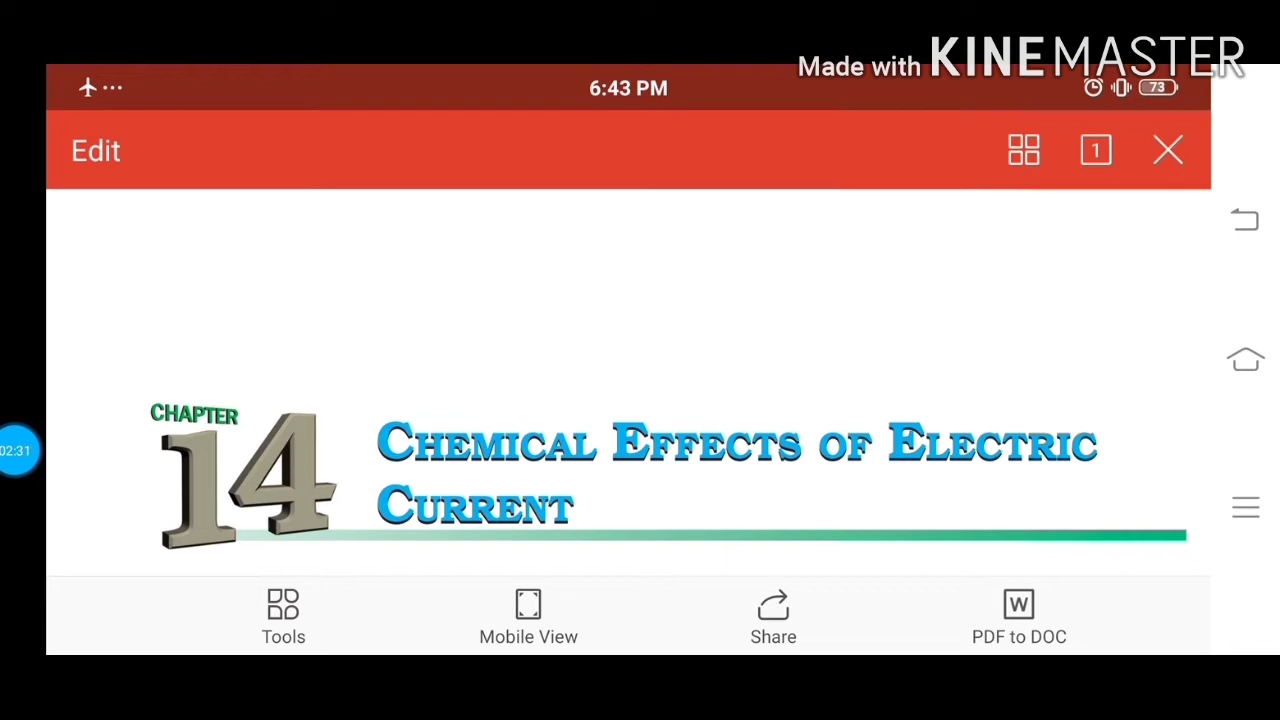 Made with KINEMASTER
6:43 PM
73
Edit
1
CHAPTER
14
CHEMICAL EFFECTS OF ELECTRIC
CURRENT
02:31
Tools
Mobile View
Share
W
PDF to DOC